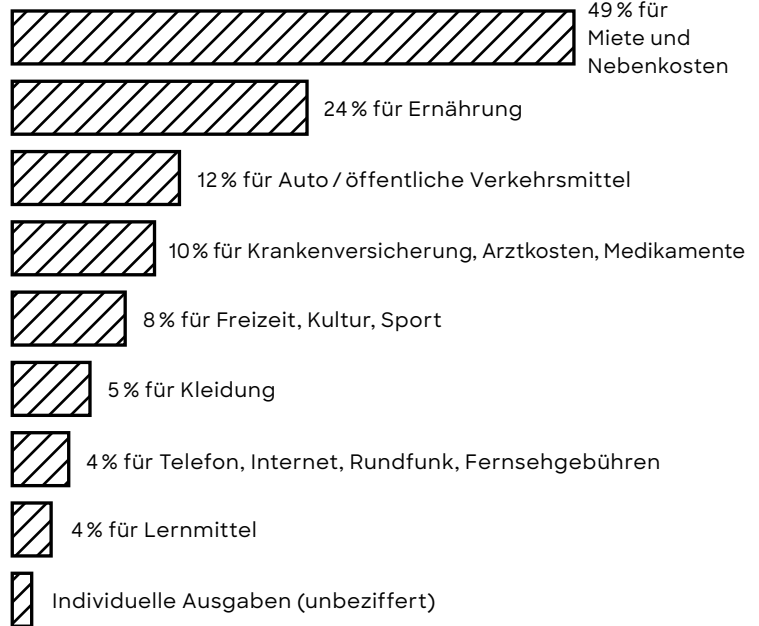 49 % für
Miete und
Nebenkosten
24 % für Ernährung
12 % für Auto / öffentliche Verkehrsmittel
10 % für Krankenversicherung, Arztkosten, Medikamente
8 % für Freizeit, Kultur, Sport
5 % für Kleidung
4 % für Telefon, Internet, Rundfunk, Fernsehgebühren
4 % für Lernmittel
Individuelle Ausgaben (unbeziffert)